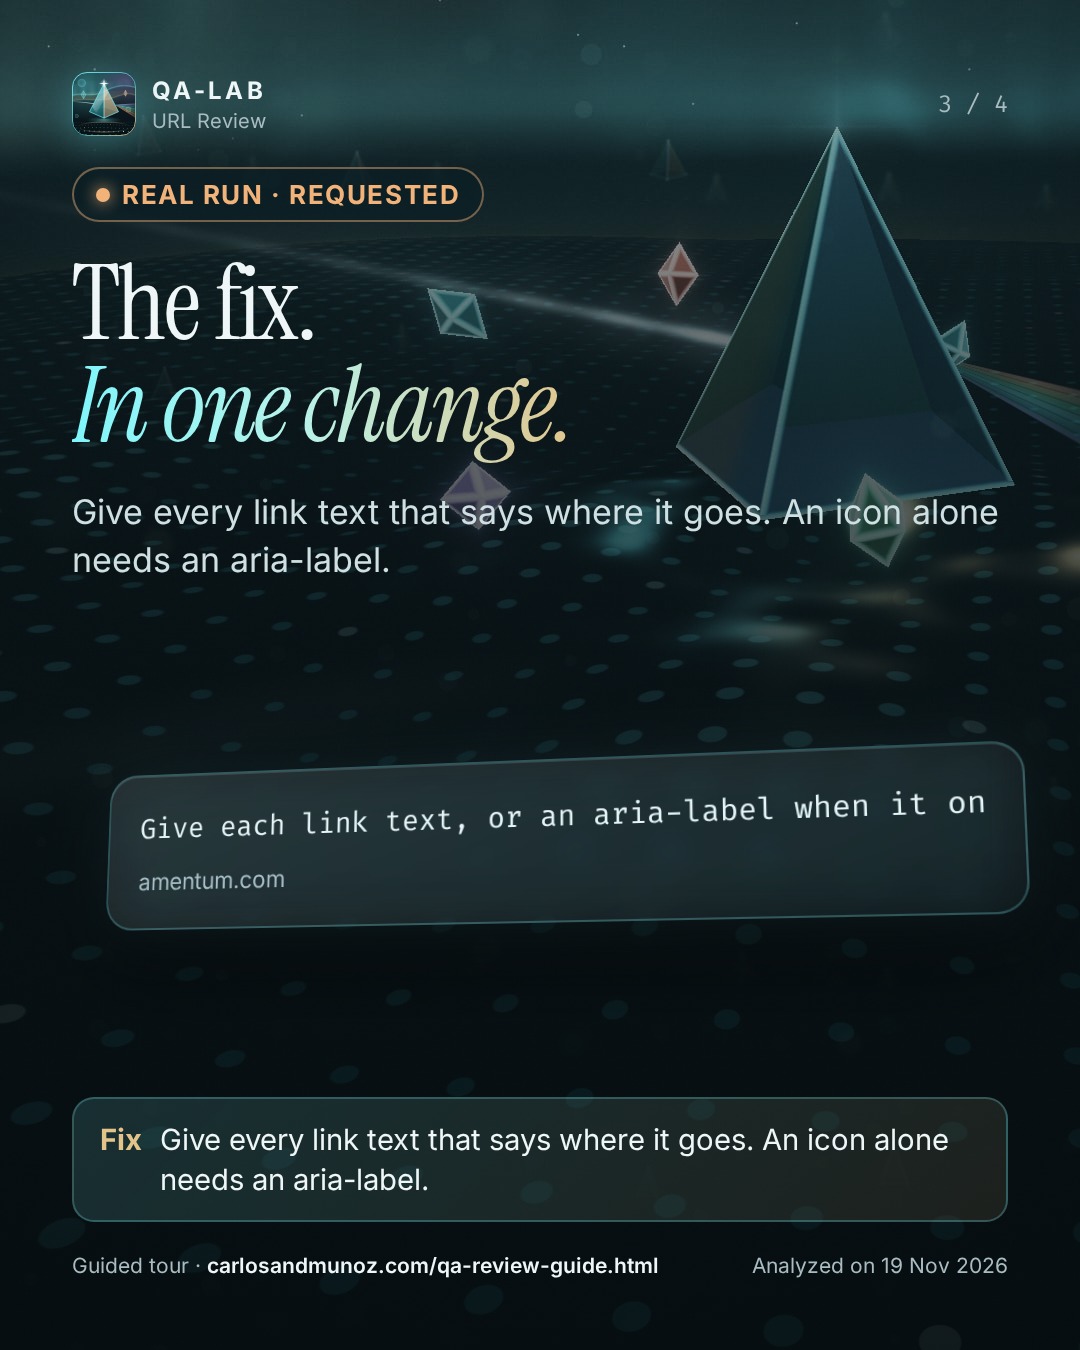 QA-LAB
URL Review
3 / 4
REAL RUN · REQUESTED
The fix.
In one change.
Give every link text that says where it goes. An icon alone
needs an aria-label.
Give each link text, or an aria-label when it on
amentum.com
Fix Give every link text that says where it goes. An icon alone
needs an aria-label.
Guided tour · carlosandmunoz.com/qa-review-guide.html
Analyzed on 19 Nov 2026